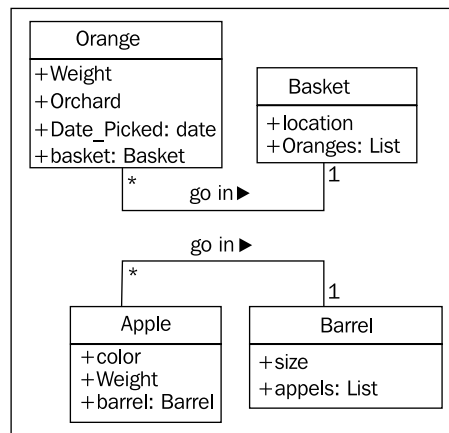 Orange
+Weight
+Orchard
+Date_Picked: date
+basket: Basket
Basket
+location
+Oranges: List
* go in ▶ 1
* go in ▶ 1
Apple
+color
+Weight
+barrel: Barrel
Barrel
+size
+appels: List